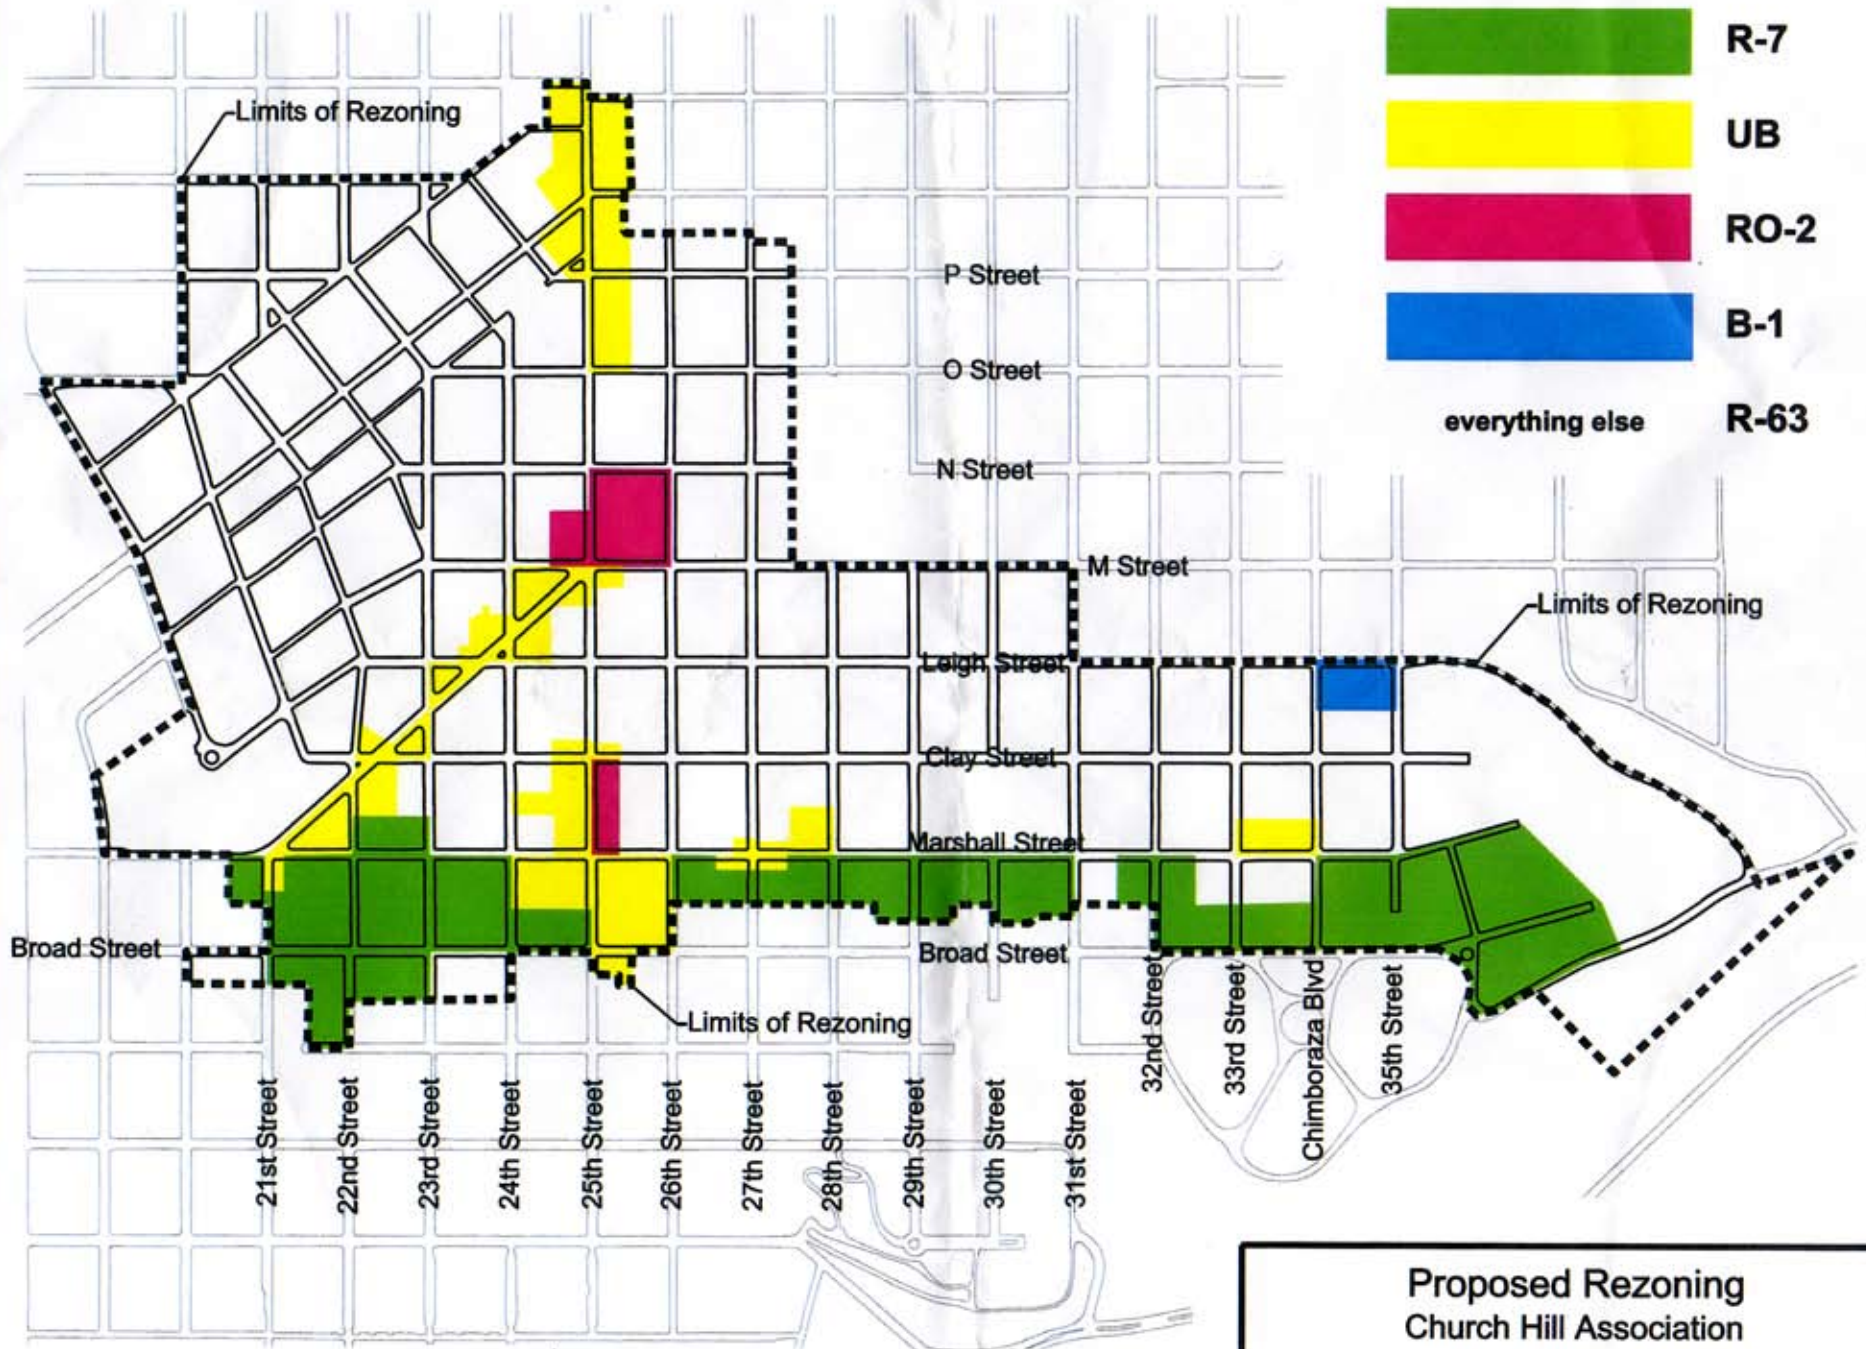 R-7
Limits of Rezoning
UB
RO-2
P Street
B-1
O Street
everything else R-63
N Street
M Street
Limits of Rezoning
Leigh Street
Clay Street
Marshall Street
Broad Street
Broad Street
Limits of Rezoning
32nd Street
33rd Street
Chimboraza Blvd
35th Street
21st Street
22nd Street
23rd Street
24th Street
25th Street
26th Street
27th Street
28th Street
29th Street
30th Street
31st Street
Proposed Rezoning
Church Hill Association